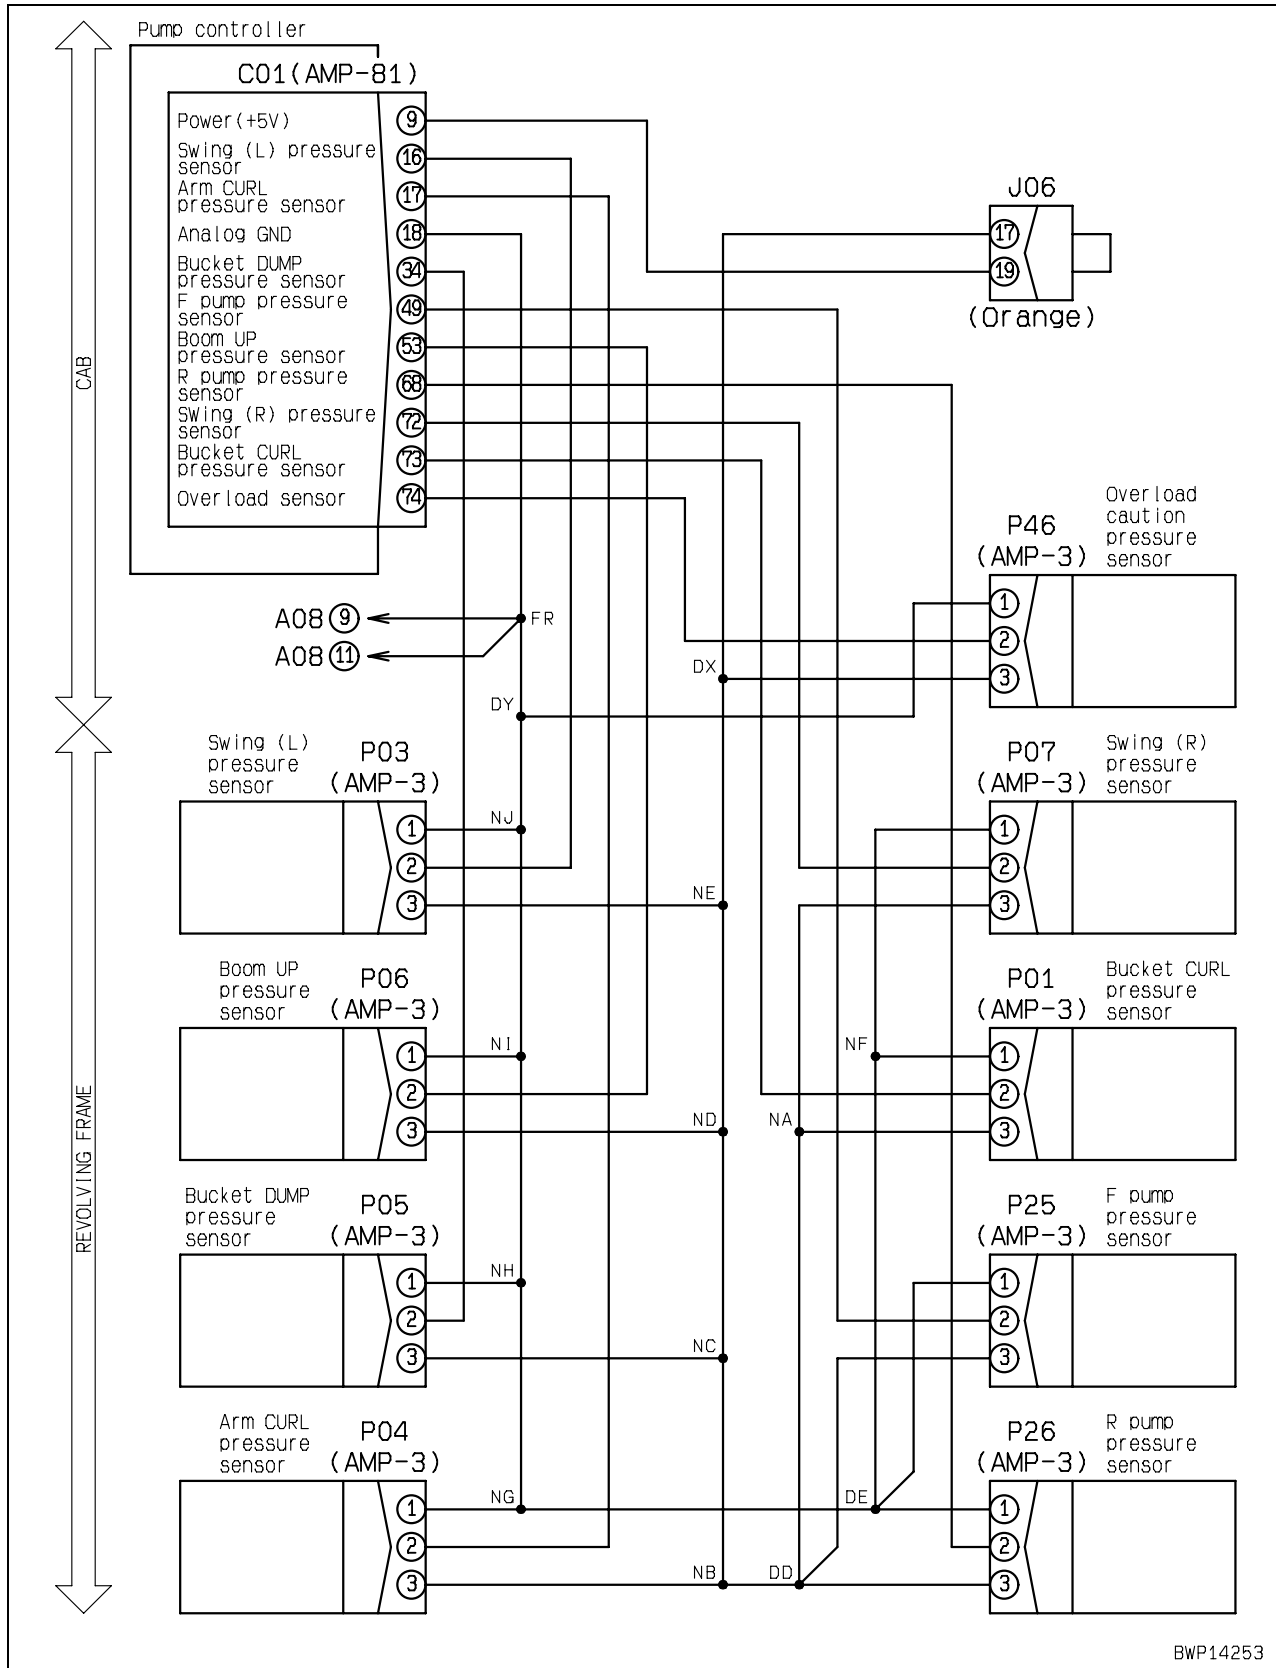 Pump controller
C01(AMP-81)
Power(+5V)
9
Swing (L) pressure
sensor
16
Arm CURL
pressure sensor
17
Analog GND
18
Bucket DUMP
pressure sensor
34
F pump pressure
sensor
49
Boom UP
pressure sensor
53
R pump pressure
sensor
68
SWing (R) pressure
sensor
72
Bucket CURL
pressure sensor
73
Overload sensor
74
J06
17
19
(Orange)
CAB
Overload
caution
pressure
sensor
P46
(AMP-3)
1
2
3
A08 9
A08 11
FR
DX
DY
Swing (L)
pressure
sensor
P03
(AMP-3)
1
2
3
NJ
NE
P07
(AMP-3)
Swing (R)
pressure
sensor
1
2
3
Boom UP
pressure
sensor
P06
(AMP-3)
1
2
3
NI
ND
NF
NA
P01
(AMP-3)
Bucket CURL
pressure
sensor
1
2
3
REVOLVING FRAME
Bucket DUMP
pressure
sensor
P05
(AMP-3)
1
2
3
NH
NC
P25
(AMP-3)
F pump
pressure
sensor
1
2
3
Arm CURL
pressure
sensor
P04
(AMP-3)
1
2
3
NG
NB
DE
DD
P26
(AMP-3)
R pump
pressure
sensor
1
2
3
BWP14253